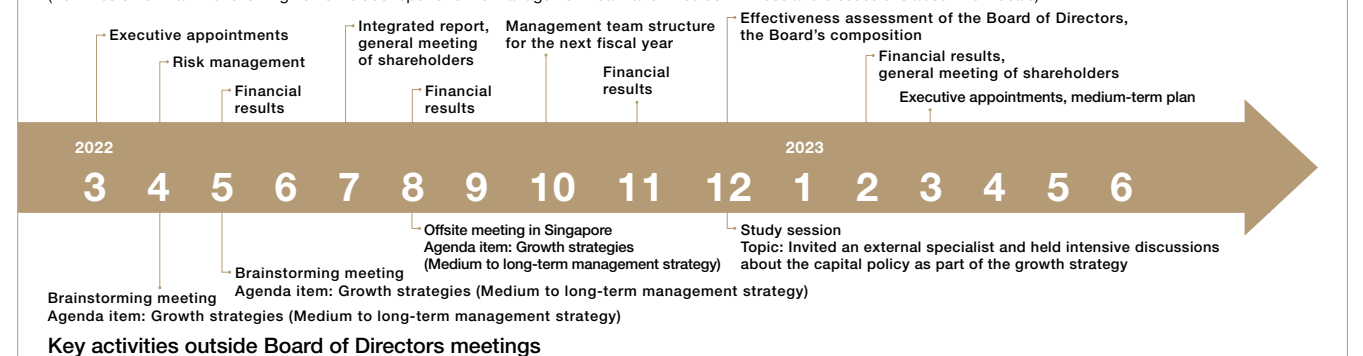 Executive appointments
Risk management
Financial
results
Integrated report,
general meeting
of shareholders
Financial
results
Management team structure
for the next fiscal year
Financial
results
Effectiveness assessment of the Board of Directors,
the Board's composition
Financial results,
general meeting of shareholders
Executive appointments, medium-term plan
2022 2023
3 4 5 6 7 8 9 10 11 12 1 2 3 4 5 6
Offsite meeting in Singapore
Agenda item: Growth strategies
(Medium to long-term management strategy)
Study session
Topic: Invited an external specialist and held intensive discussions
about the capital policy as part of the growth strategy
Brainstorming meeting
Agenda item: Growth strategies (Medium to long-term management strategy)
Brainstorming meeting
Agenda item: Growth strategies (Medium to long-term management strategy)
Key activities outside Board of Directors meetings